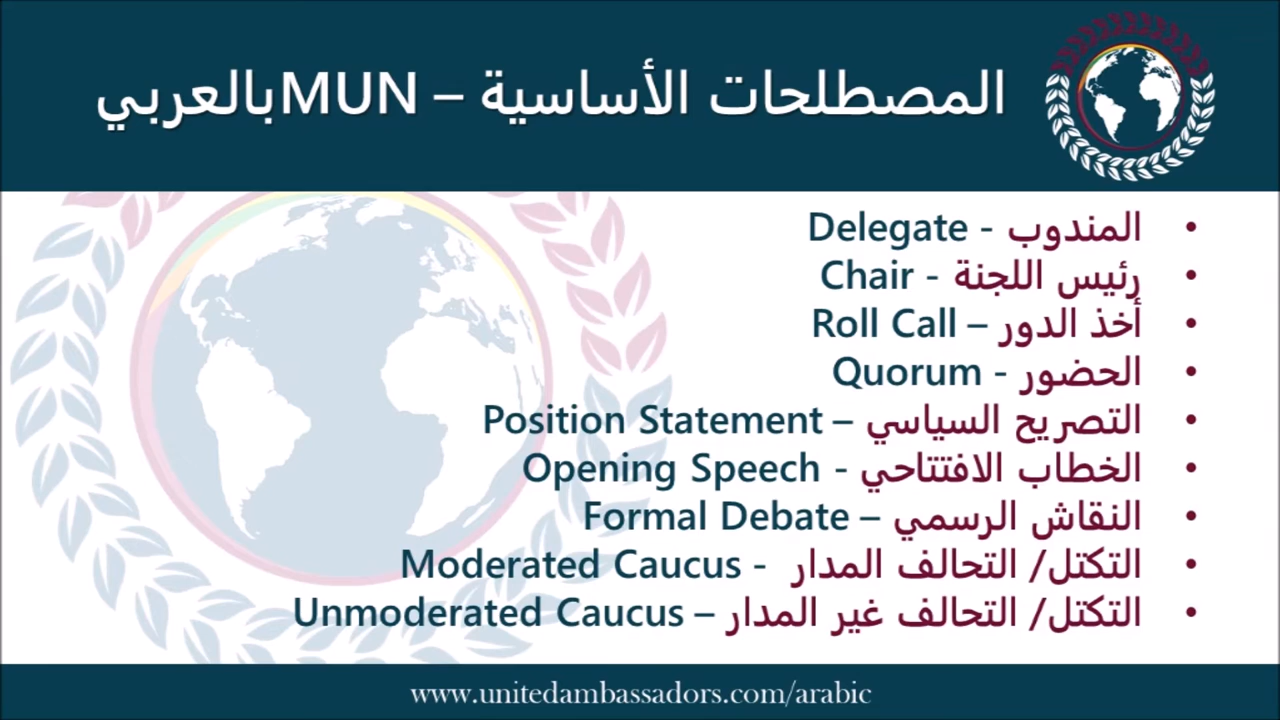 المصطلحات الأساسية – MUN بالعربي
المندوب - Delegate
رئيس اللجنة - Chair
أخذ الدور – Roll Call
الحضور - Quorum
التصريح السياسي – Position Statement
الخطاب الافتتاحي - Opening Speech
النقاش الرسمي – Formal Debate
التكتل/ التحالف المدار - Moderated Caucus
التكتل/ التحالف غير المدار – Unmoderated Caucus
www.unitedambassadors.com/arabic